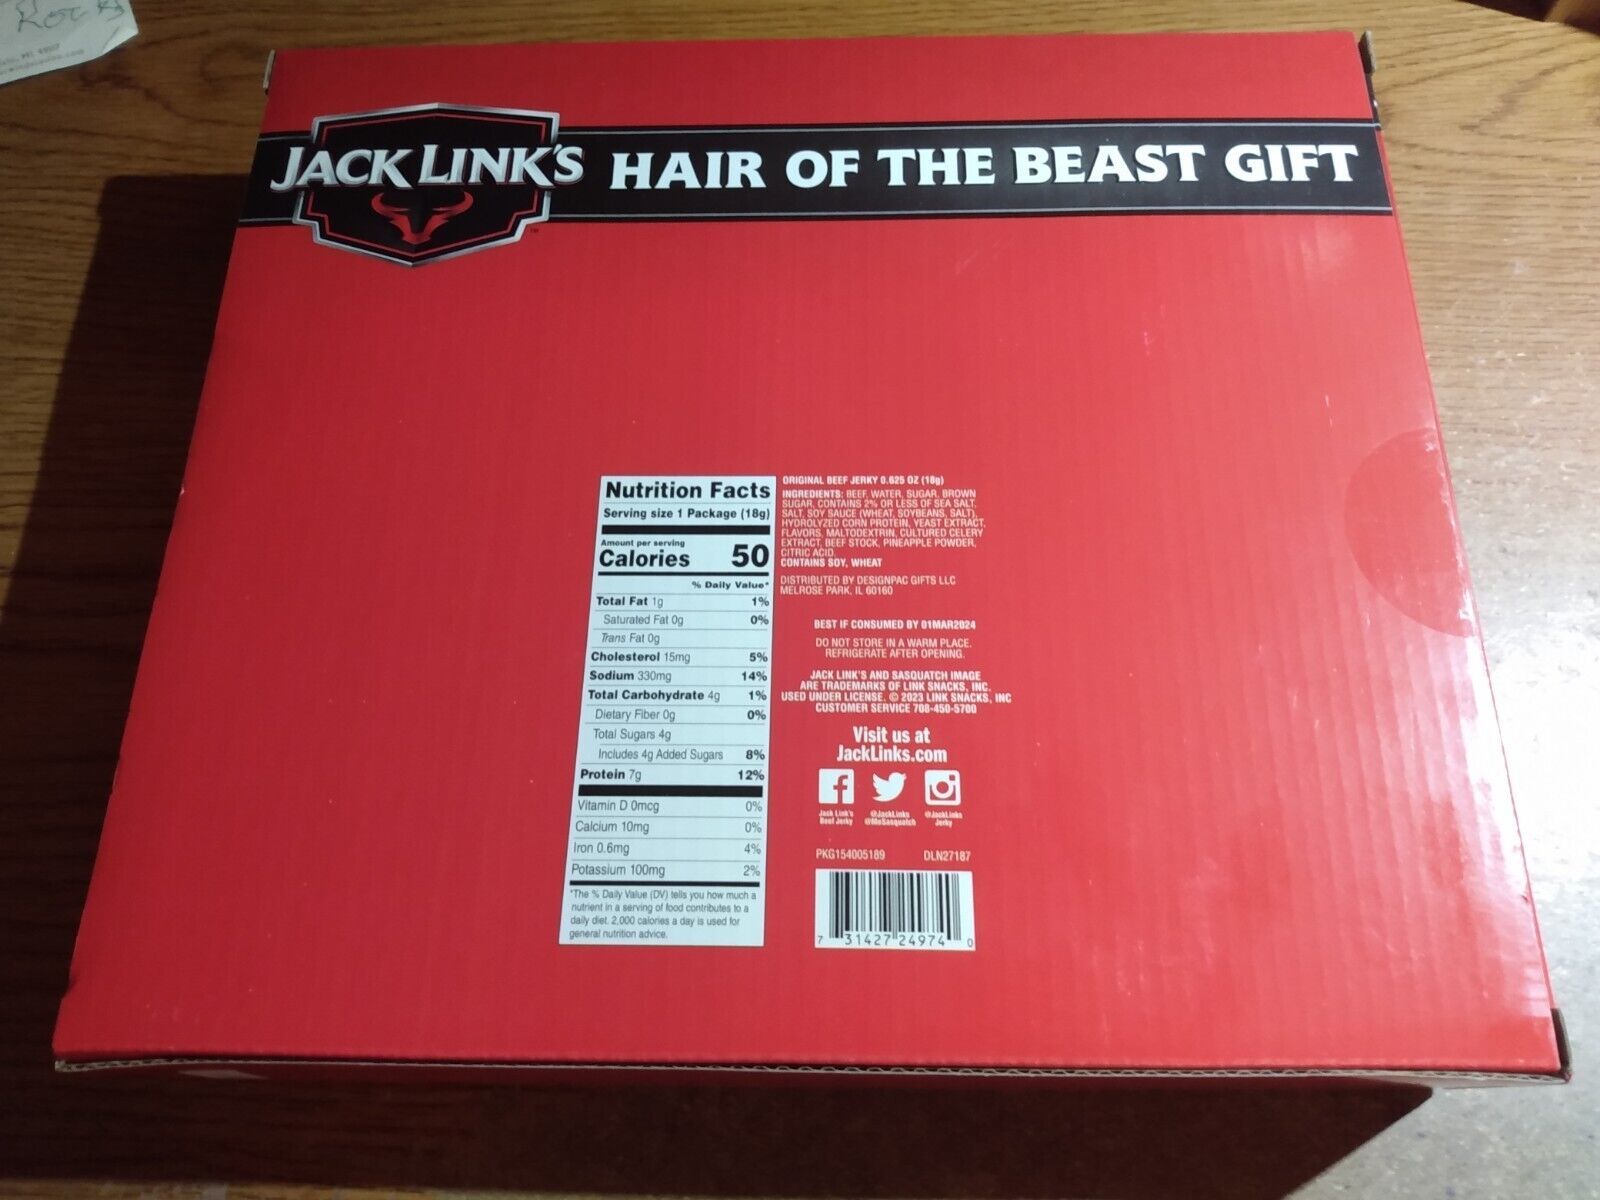 JACK LINK'S
TM
HAIR OF THE BEAST GIFT
Nutrition Facts
Serving size 1 Package (18g)
Amount per serving
Calories 50
% Daily Value*
Total Fat 1g 1%
Saturated Fat 0g 0%
Trans Fat 0g
Cholesterol 15mg 5%
Sodium 330mg 14%
Total Carbohydrate 4g 1%
Dietary Fiber 0g 0%
Total Sugars 4g
Includes 4g Added Sugars 8%
Protein 7g 12%
Vitamin D 0mcg 0%
Calcium 10mg 0%
Iron 0.6mg 4%
Potassium 100mg 2%
*The % Daily Value (DV) tells you how much a
nutrient in a serving of food contributes to a
daily diet. 2,000 calories a day is used for
general nutrition advice.
ORIGINAL BEEF JERKY 0.625 OZ (18g)
INGREDIENTS: BEEF, WATER, SUGAR, BROWN
SUGAR, CONTAINS 2% OR LESS OF SEA SALT,
SALT, SOY SAUCE (WHEAT, SOYBEANS, SALT),
HYDROLYZED CORN PROTEIN, YEAST EXTRACT,
FLAVORS, MALTODEXTRIN, CULTURED CELERY
EXTRACT, BEEF STOCK, PINEAPPLE POWDER,
CITRIC ACID.
CONTAINS SOY, WHEAT
DISTRIBUTED BY DESIGNPAC GIFTS LLC
MELROSE PARK, IL 60160
BEST IF CONSUMED BY 01MAR2024
DO NOT STORE IN A WARM PLACE.
REFRIGERATE AFTER OPENING.
JACK LINK'S AND SASQUATCH IMAGE
ARE TRADEMARKS OF LINK SNACKS, INC.
USED UNDER LICENSE. © 2023 LINK SNACKS, INC
CUSTOMER SERVICE 708-450-5700
Visit us at
JackLinks.com
Jack Link's @JackLinks @JackLinks
Beef Jerky @MeSasquatch Jerky
PKG154005189 DLN27187
7 31427 24974 0